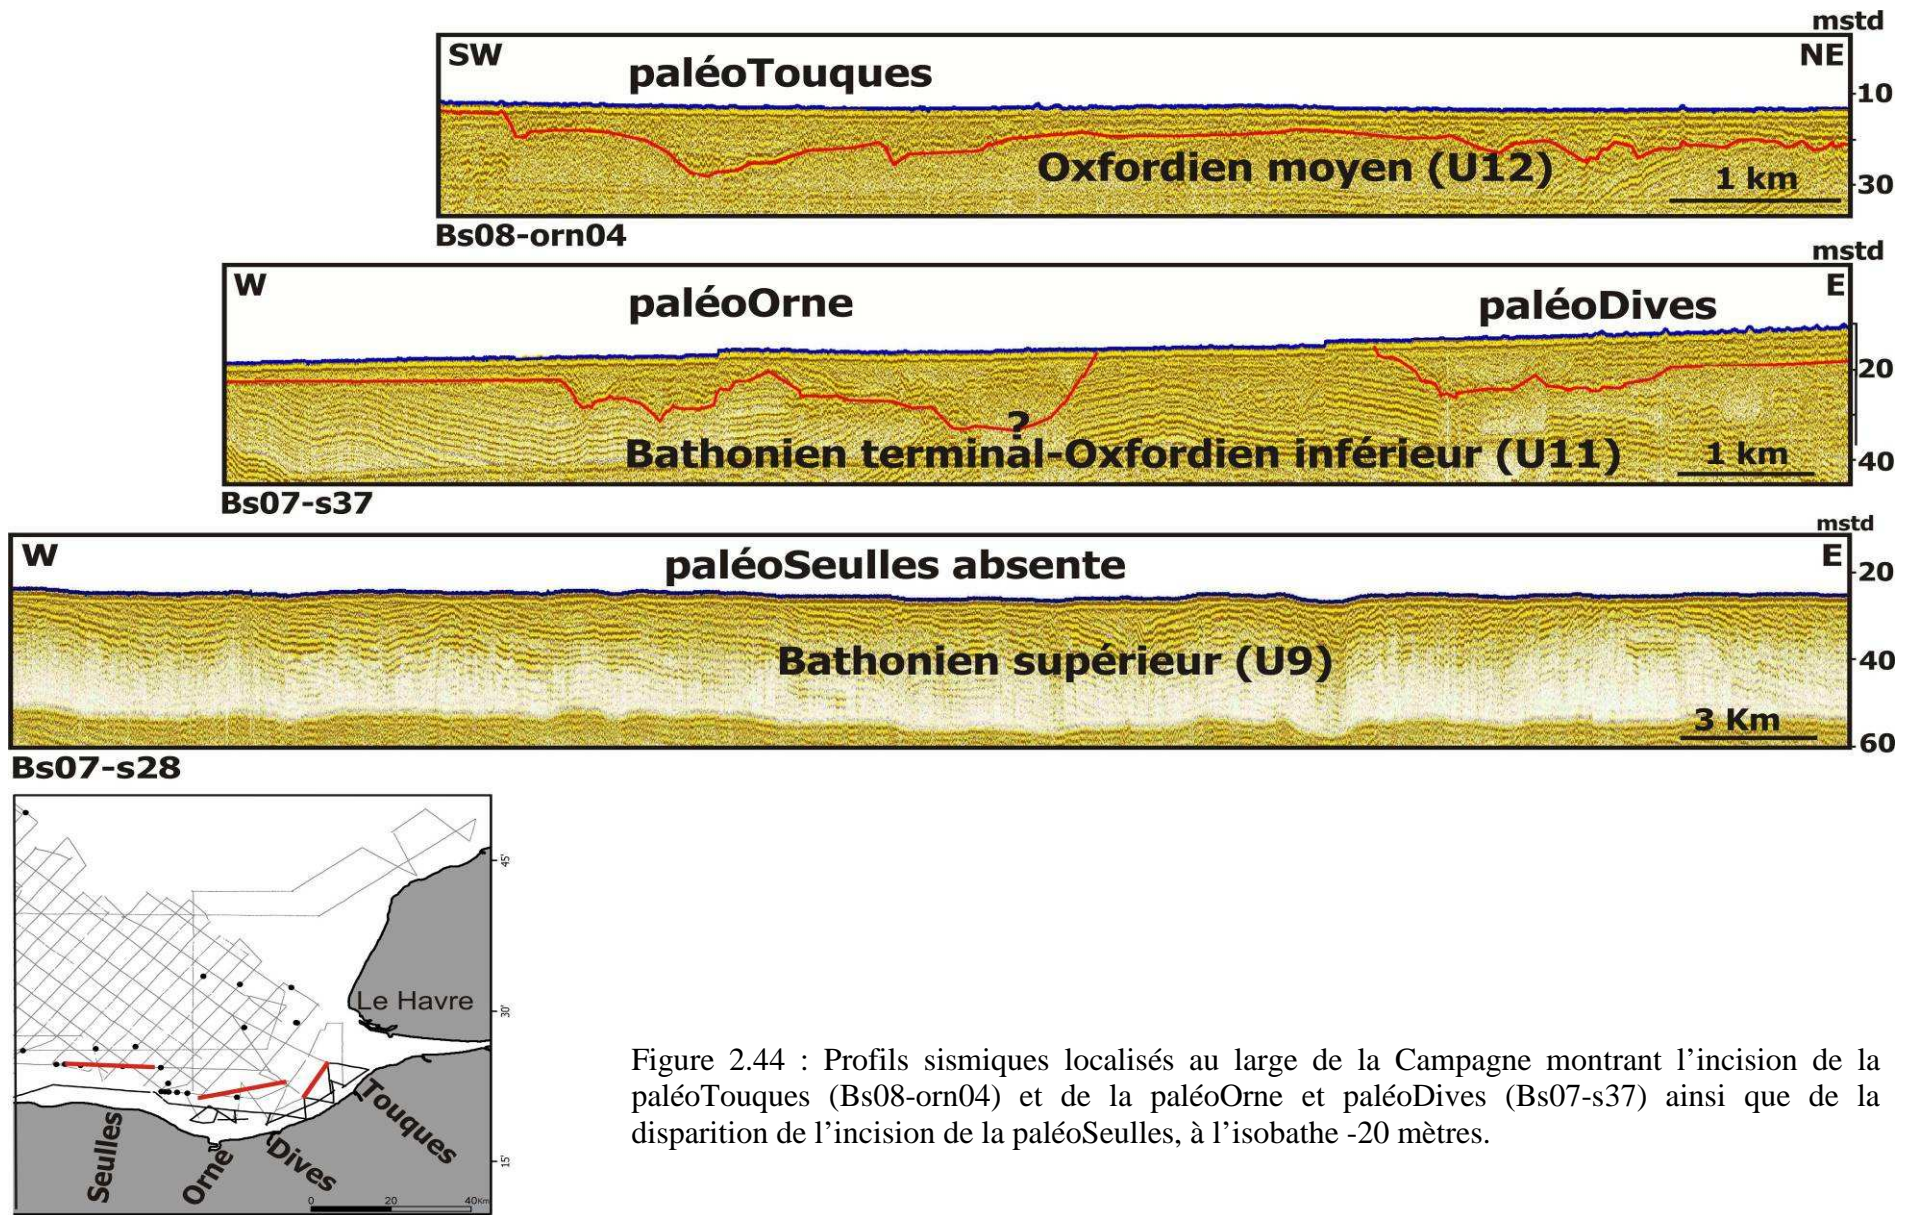 mstd
SW
NE
paléoTouques
10
Oxfordien moyen (U12)
1 km
30
Bs08-orn04
mstd
W
E
paléoOrne
paléoDives
20
?
Bathonien terminal-Oxfordien inférieur (U11)
1 km
40
Bs07-s37
mstd
W
E
paléoSeulles absente
20
Bathonien supérieur (U9)
40
3 Km
60
Bs07-s28
45'
Le Havre
30'
Touques
Seulles
Orne
Dives
15'
0 20 40Km
Figure 2.44 : Profils sismiques localisés au large de la Campagne montrant l’incision de la
paléoTouques (Bs08-orn04) et de la paléoOrne et paléoDives (Bs07-s37) ainsi que de la
disparition de l’incision de la paléoSeulles, à l’isobathe -20 mètres.